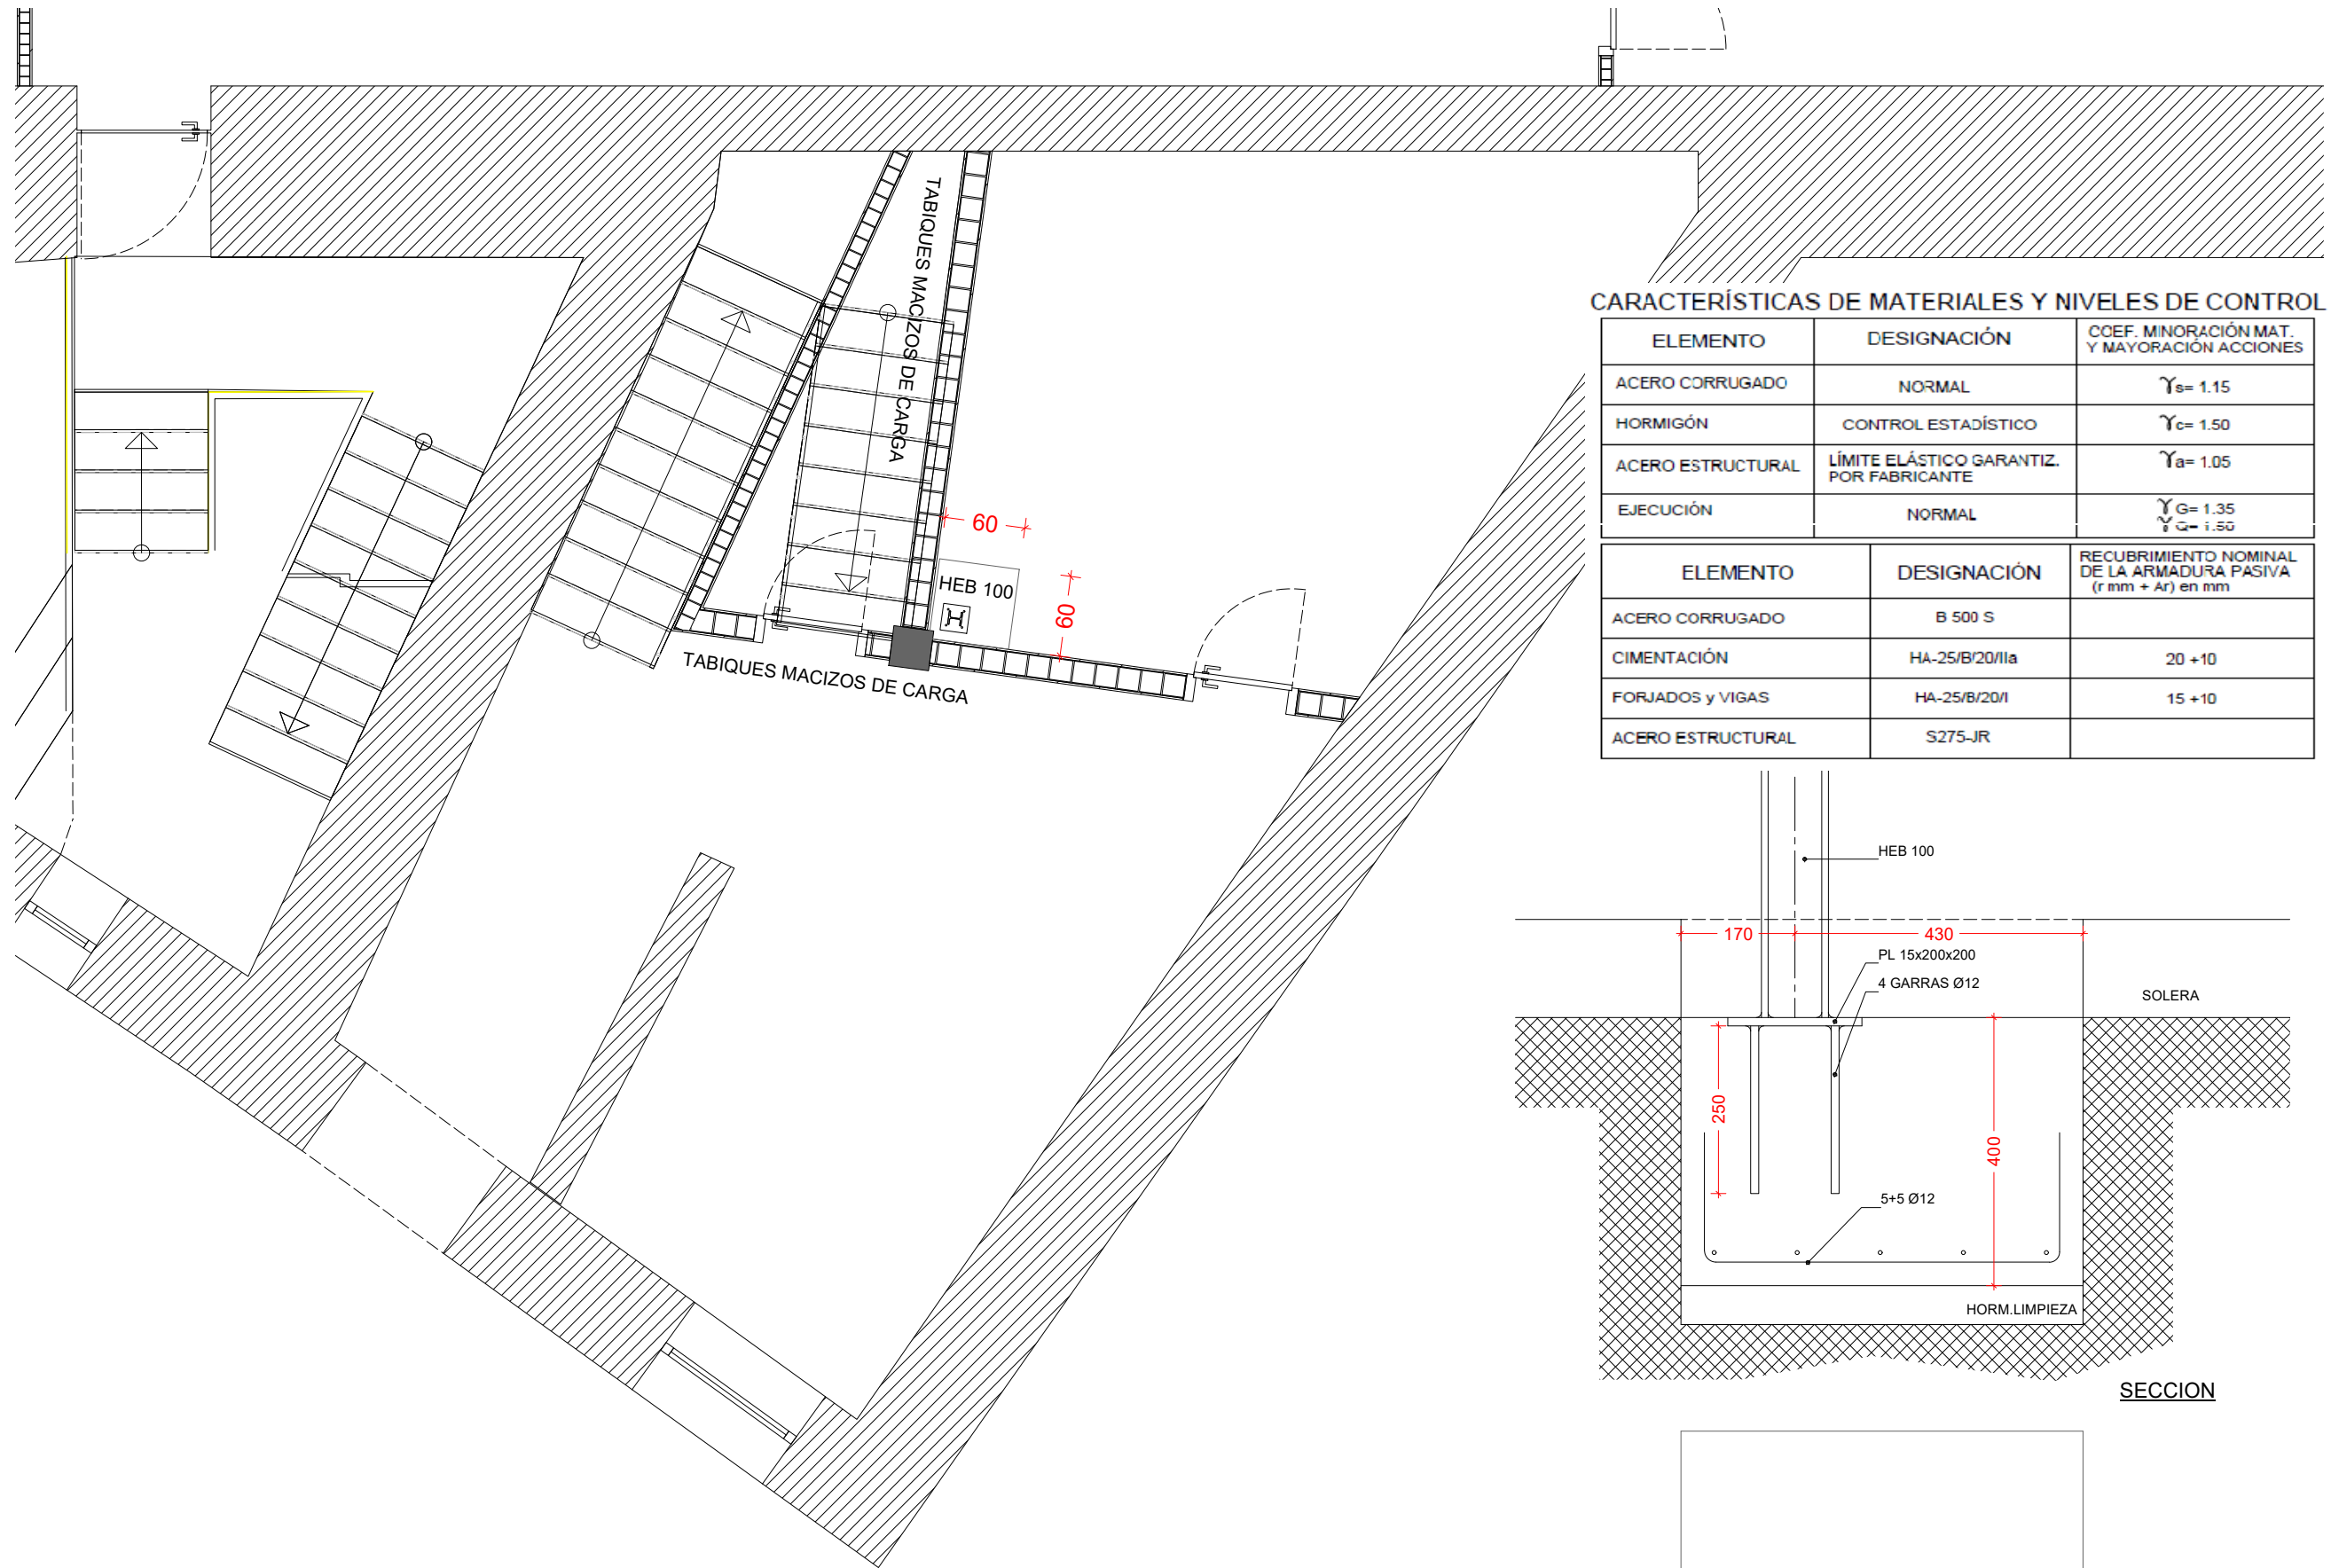 TABIQUES MACIZOS DE CARGA
60
HEB 100
60
TABIQUES MACIZOS DE CARGA
CARACTERÍSTICAS DE MATERIALES Y NIVELES DE CONTROL
ELEMENTO DESIGNACIÓN COEF. MINORACIÓN MAT.
Y MAYORACIÓN ACCIONES
ACERO CORRUGADO NORMAL γs= 1.15
HORMIGÓN CONTROL ESTADÍSTICO γc= 1.50
ACERO ESTRUCTURAL LÍMITE ELÁSTICO GARANTIZ.
POR FABRICANTE γa= 1.05
EJECUCIÓN NORMAL γG= 1.35
γQ= 1.50
ELEMENTO DESIGNACIÓN RECUBRIMIENTO NOMINAL
DE LA ARMADURA PASIVA
(r mm + Ar) en mm
ACERO CORRUGADO B 500 S
CIMENTACIÓN HA-25/B/20/IIa 20 +10
FORJADOS y VIGAS HA-25/B/20/I 15 +10
ACERO ESTRUCTURAL S275-JR
HEB 100
170 430
PL 15x200x200
4 GARRAS Ø12
SOLERA
250
400
5+5 Ø12
HORM.LIMPIEZA
SECCION